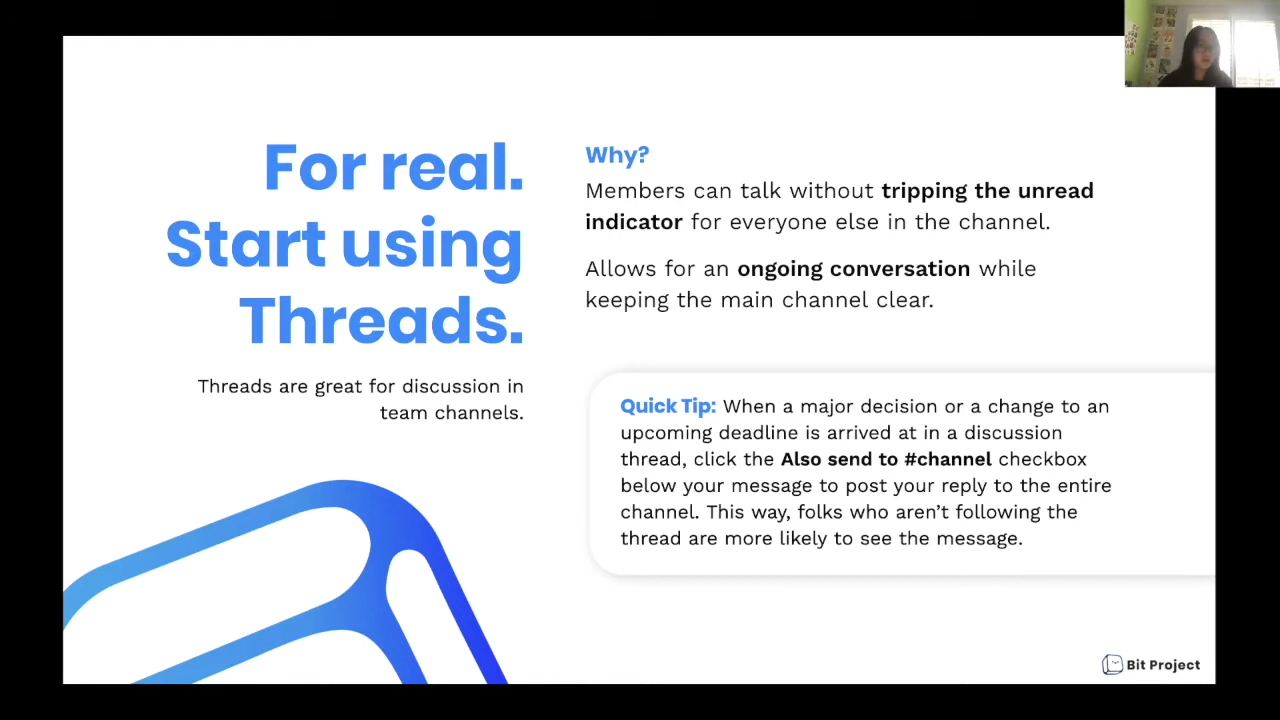 For real.
Start using
Threads.
Threads are great for discussion in
team channels.
Why?
Members can talk without tripping the unread
indicator for everyone else in the channel.
Allows for an ongoing conversation while
keeping the main channel clear.
Quick Tip: When a major decision or a change to an
upcoming deadline is arrived at in a discussion
thread, click the Also send to #channel checkbox
below your message to post your reply to the entire
channel. This way, folks who aren’t following the
thread are more likely to see the message.
Bit Project